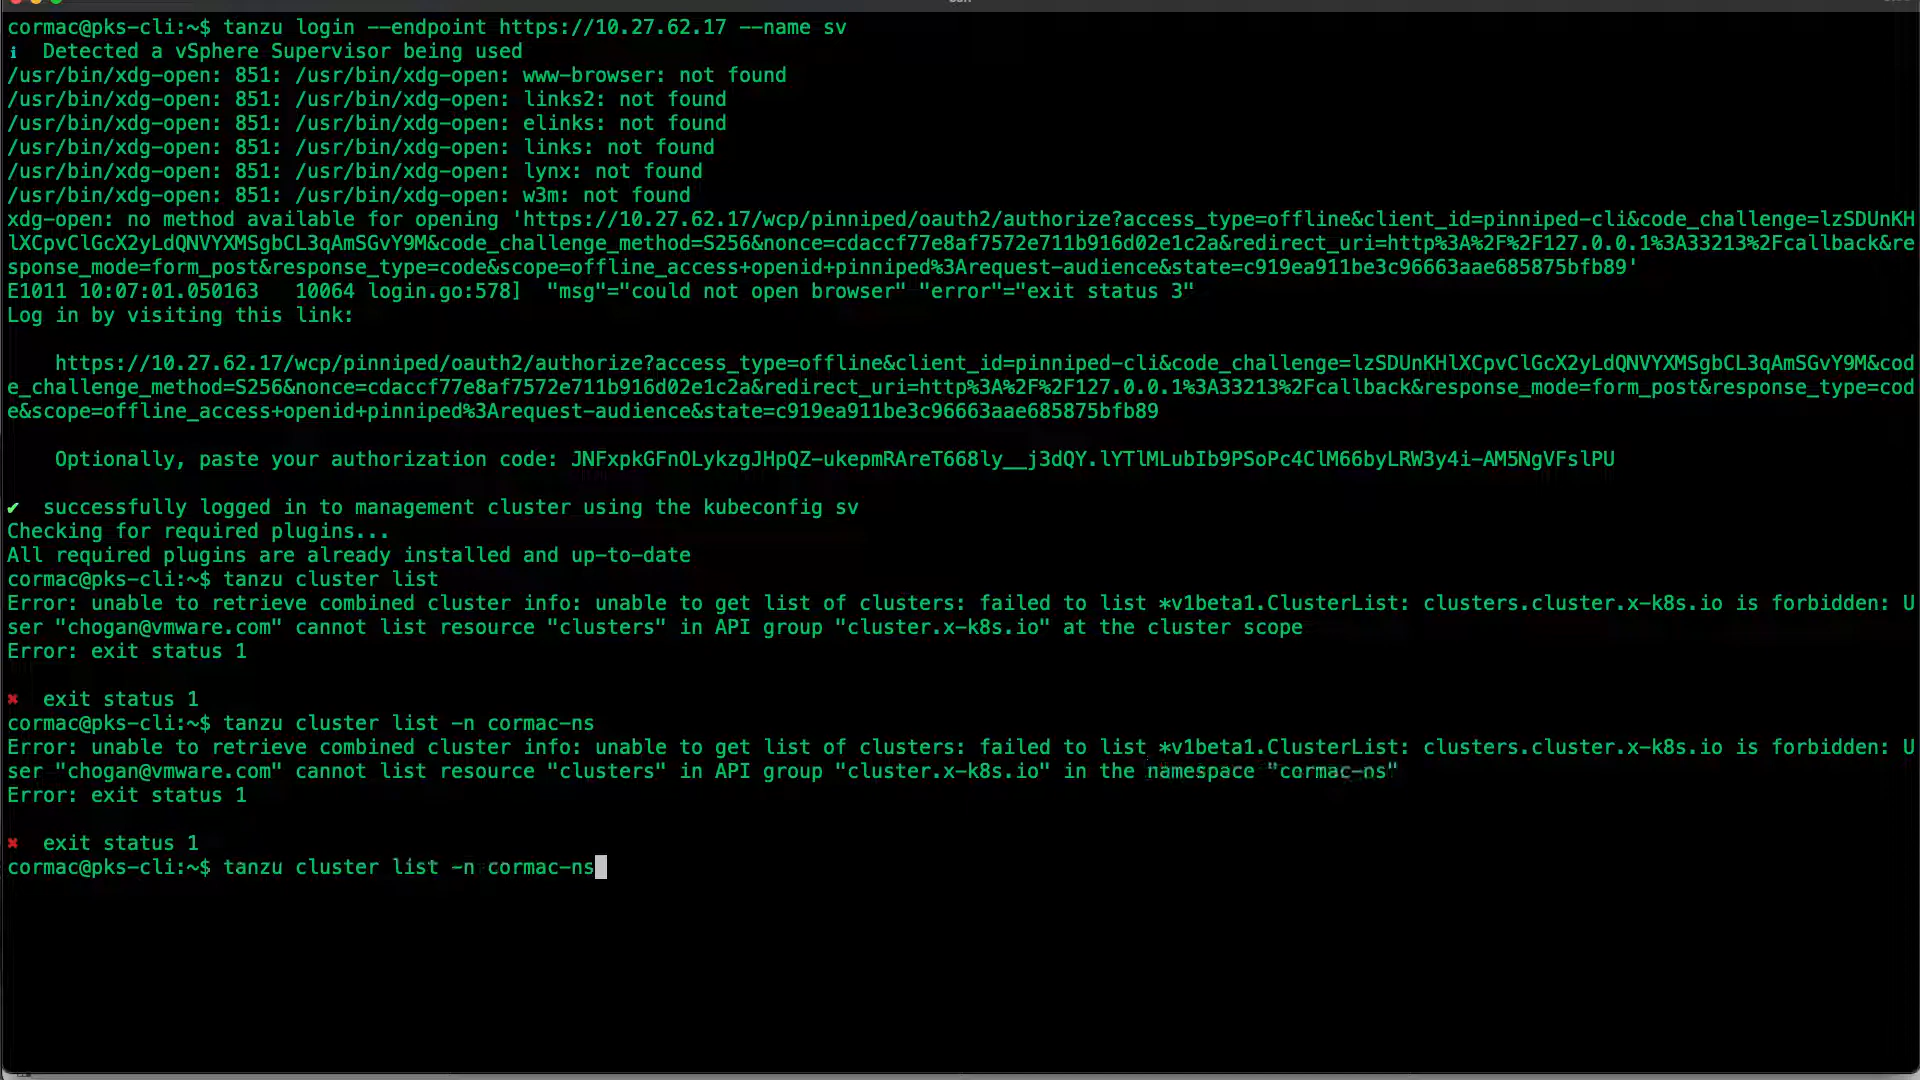 cormac@pks-cli:~$ tanzu login --endpoint https://10.27.62.17 --name sv
i Detected a vSphere Supervisor being used
/usr/bin/xdg-open: 851: /usr/bin/xdg-open: www-browser: not found
/usr/bin/xdg-open: 851: /usr/bin/xdg-open: links2: not found
/usr/bin/xdg-open: 851: /usr/bin/xdg-open: elinks: not found
/usr/bin/xdg-open: 851: /usr/bin/xdg-open: links: not found
/usr/bin/xdg-open: 851: /usr/bin/xdg-open: lynx: not found
/usr/bin/xdg-open: 851: /usr/bin/xdg-open: w3m: not found
xdg-open: no method available for opening 'https://10.27.62.17/wcp/pinniped/oauth2/authorize?access_type=offline&client_id=pinniped-cli&code_challenge=lzSDUnKH
lXCpvClGcX2yLdQNVYXMSgbCL3qAmSGvY9M&code_challenge_method=S256&nonce=cdaccf77e8af7572e711b916d02e1c2a&redirect_uri=http%3A%2F%2F127.0.0.1%3A33213%2Fcallback&re
sponse_mode=form_post&response_type=code&scope=offline_access+openid+pinniped%3Arequest-audience&state=c919ea911be3c96663aae685875bfb89'
E1011 10:07:01.050163   10064 login.go:578]  "msg"="could not open browser" "error"="exit status 3"
Log in by visiting this link:
https://10.27.62.17/wcp/pinniped/oauth2/authorize?access_type=offline&client_id=pinniped-cli&code_challenge=lzSDUnKHlXCpvClGcX2yLdQNVYXMSgbCL3qAmSGvY9M&cod
e_challenge_method=S256&nonce=cdaccf77e8af7572e711b916d02e1c2a&redirect_uri=http%3A%2F%2F127.0.0.1%3A33213%2Fcallback&response_mode=form_post&response_type=cod
e&scope=offline_access+openid+pinniped%3Arequest-audience&state=c919ea911be3c96663aae685875bfb89
Optionally, paste your authorization code: JNFxpkGFnOLykzgJHpQZ-ukepmRAreT668ly__j3dQY.lYTlMLubIb9PSoPc4ClM66byLRW3y4i-AM5NgVFslPU
✔ successfully logged in to management cluster using the kubeconfig sv
Checking for required plugins...
All required plugins are already installed and up-to-date
cormac@pks-cli:~$ tanzu cluster list
Error: unable to retrieve combined cluster info: unable to get list of clusters: failed to list *v1beta1.ClusterList: clusters.cluster.x-k8s.io is forbidden: U
ser "chogan@vmware.com" cannot list resource "clusters" in API group "cluster.x-k8s.io" at the cluster scope
Error: exit status 1
✖ exit status 1
cormac@pks-cli:~$ tanzu cluster list -n cormac-ns
Error: unable to retrieve combined cluster info: unable to get list of clusters: failed to list *v1beta1.ClusterList: clusters.cluster.x-k8s.io is forbidden: U
ser "chogan@vmware.com" cannot list resource "clusters" in API group "cluster.x-k8s.io" in the namespace "cormac-ns"
Error: exit status 1
✖ exit status 1
cormac@pks-cli:~$ tanzu cluster list -n cormac-ns